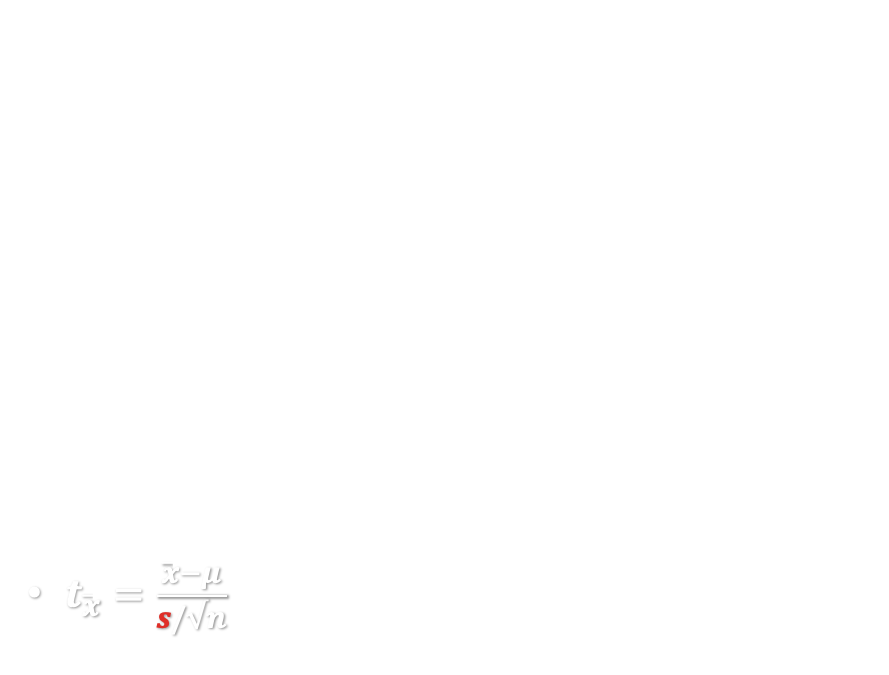 • t_x̄ = (x̄−μ)/(s/√n)